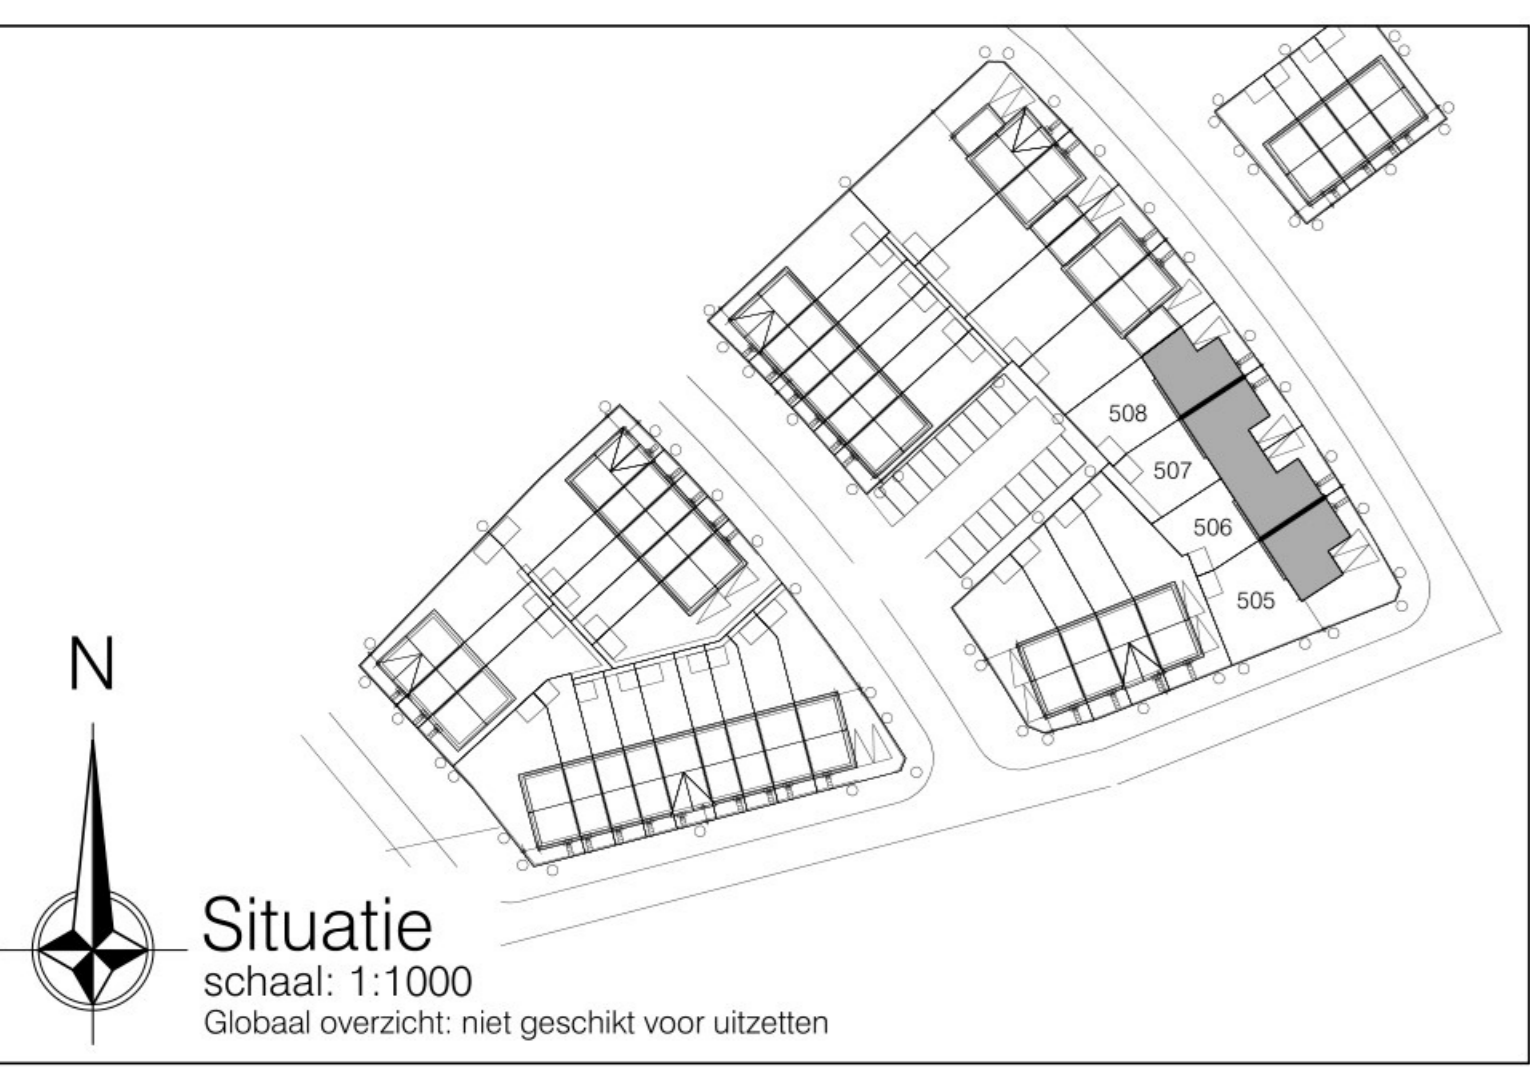 508
507
506
505
N
Situatie
schaal: 1:1000
Globaal overzicht: niet geschikt voor uitzetten